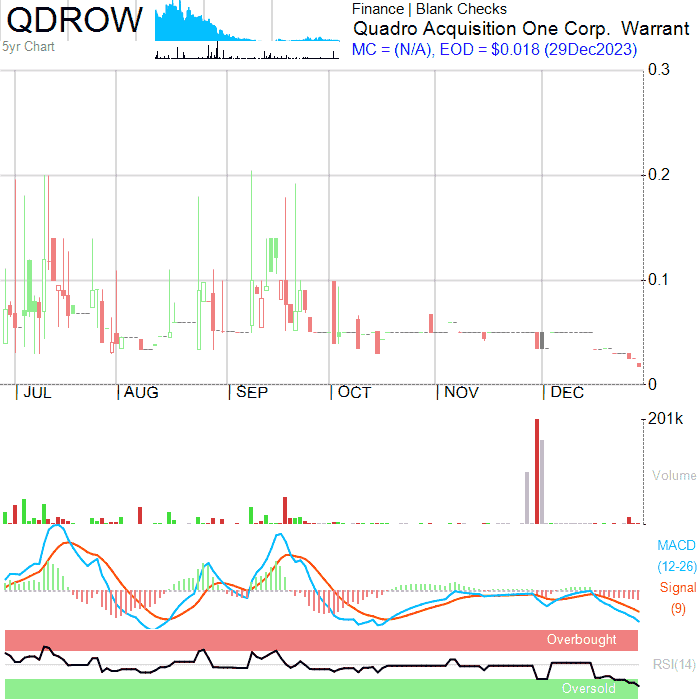 QDROW
5yr Chart
Finance | Blank Checks
Quadro Acquisition One Corp.  Warrant
MC = (N/A), EOD = $0.018 (29Dec2023)
0.3
0.2
0.1
0
JUL AUG SEP OCT NOV DEC
201k
Volume
MACD
(12-26)
Signal
(9)
Overbought
RSI(14)
Oversold